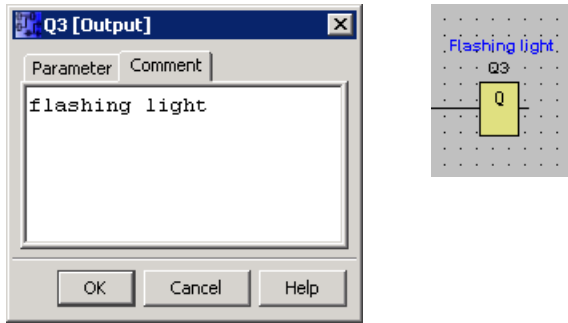 Q3 [Output]
Parameter Comment
flashing light
OK Cancel Help
Flashing light
Q3
Q